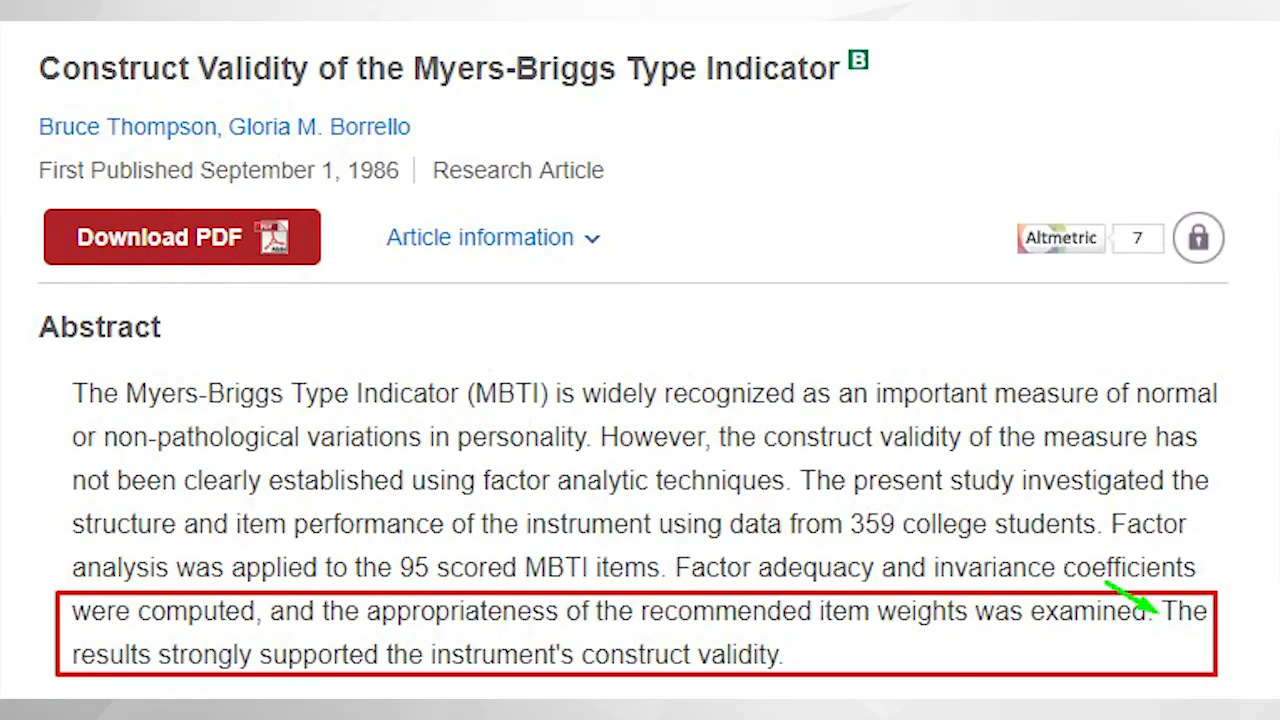 Construct Validity of the Myers-Briggs Type Indicator B
Bruce Thompson, Gloria M. Borrello
First Published September 1, 1986 | Research Article
Download PDF Article information Altmetric 7
Abstract
The Myers-Briggs Type Indicator (MBTI) is widely recognized as an important measure of normal
or non-pathological variations in personality. However, the construct validity of the measure has
not been clearly established using factor analytic techniques. The present study investigated the
structure and item performance of the instrument using data from 359 college students. Factor
analysis was applied to the 95 scored MBTI items. Factor adequacy and invariance coefficients
were computed, and the appropriateness of the recommended item weights was examined. The
results strongly supported the instrument's construct validity.